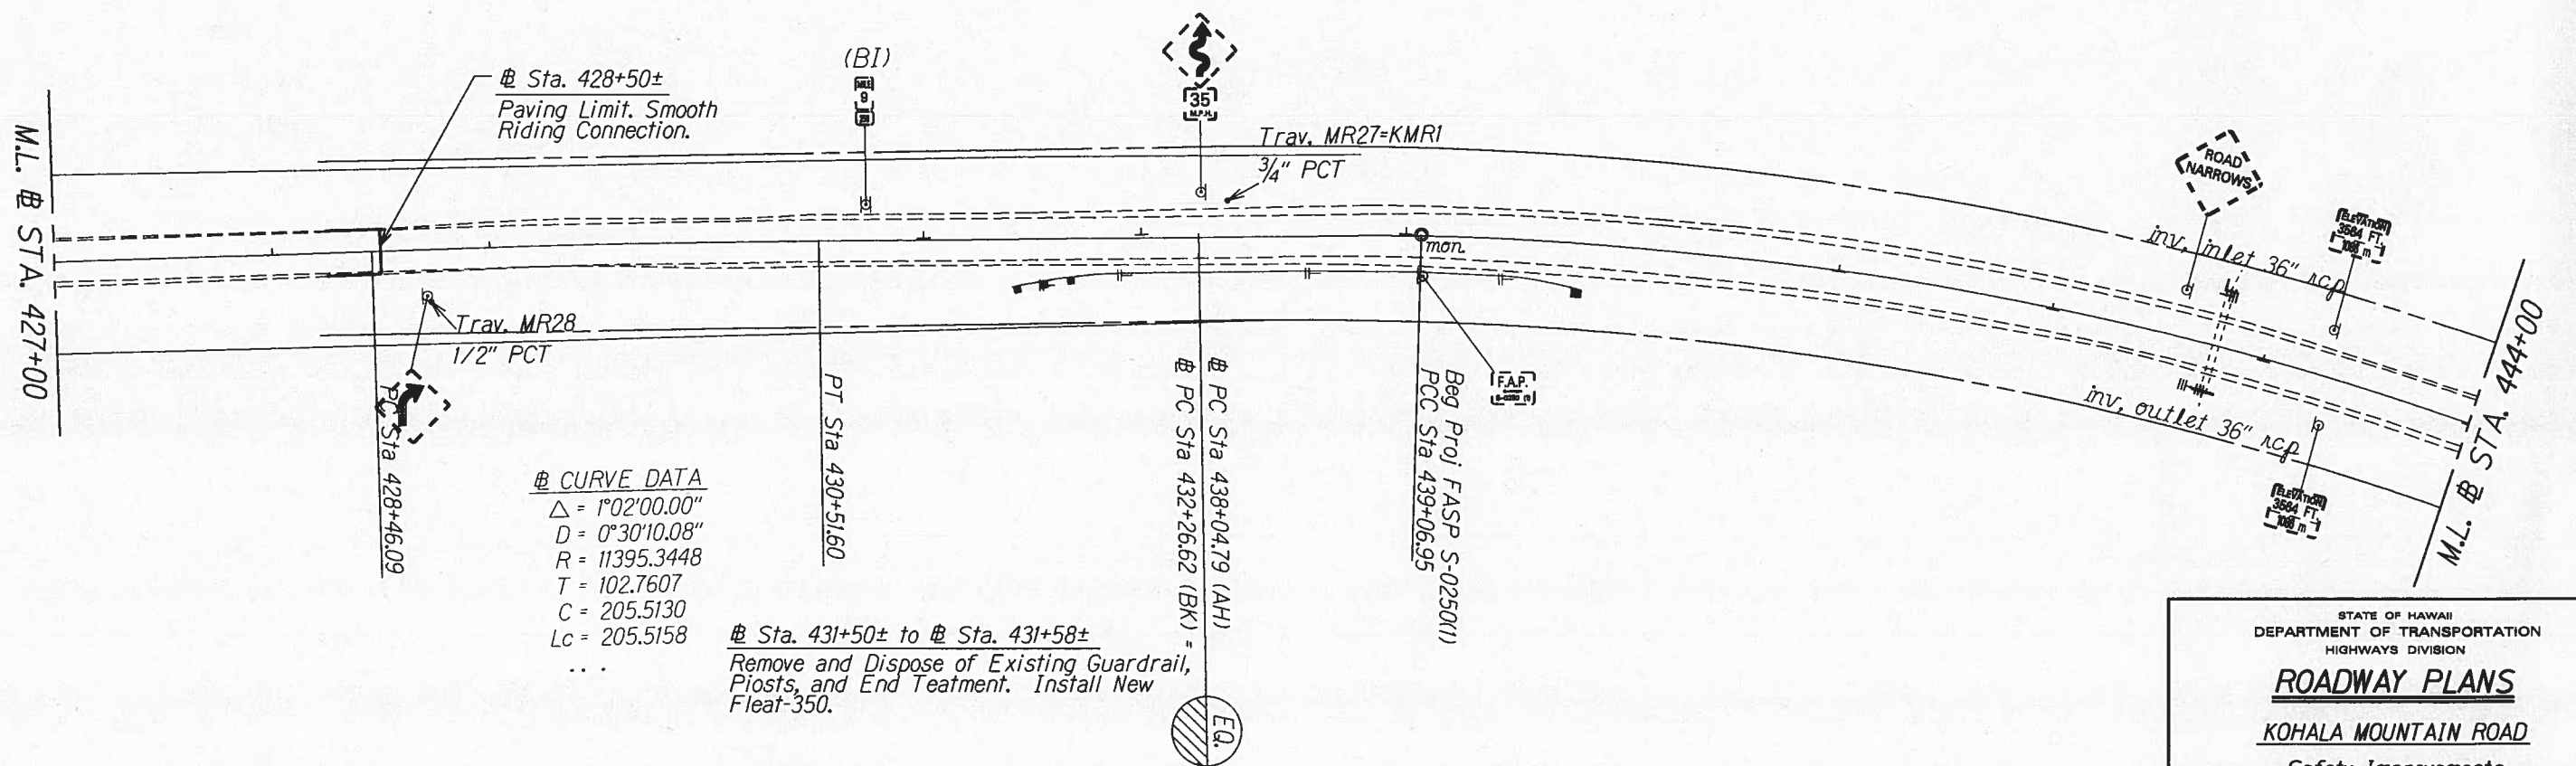 M.L. ⅊ STA. 427+00
⅊ Sta. 428+50±
Paving Limit. Smooth
Riding Connection.
(BI)
MILE
9
35
M.P.H.
Trav. MR27=KMR1
3/4" PCT
ROAD
NARROWS
ELEVATION
3564 FT.
m
inv. inlet 36" rcp
mon.
Trav. MR28
1/2" PCT
PC Sta 428+46.09
PT Sta 430+51.60
⅊ PC Sta 432+26.62 (BK) =
⅊ PC Sta 438+04.79 (AH)
EQ.
PCC Sta 439+06.95
Beg Proj FASP S-0250(1)
F.A.P.
inv. outlet 36" rcp
ELEVATION
3564 FT.
m
M.L. ⅊ STA. 444+00
⅊ CURVE DATA
△ = 1°02'00.00"
D = 0°30'10.08"
R = 11395.3448
T = 102.7607
C = 205.5130
Lc = 205.5158
. . .
⅊ Sta. 431+50± to ⅊ Sta. 431+58±
Remove and Dispose of Existing Guardrail,
Piosts, and End Teatment. Install New
Fleat-350.
STATE OF HAWAII
DEPARTMENT OF TRANSPORTATION
HIGHWAYS DIVISION
ROADWAY PLANS
KOHALA MOUNTAIN ROAD
Safety Improvements